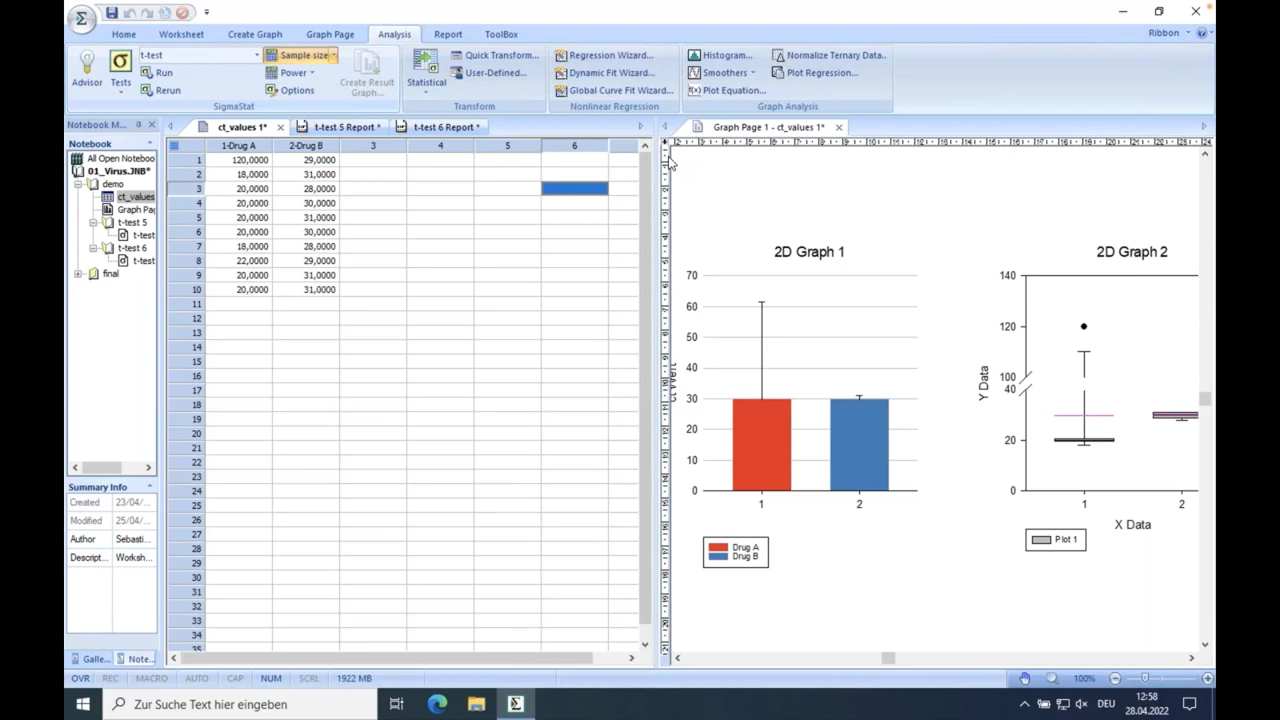 Ribbon
Home Worksheet Create Graph Graph Page Analysis Report ToolBox
t-test Sample size
Run Power
Rerun Options
Advisor Tests
Create Result Graph...
SigmaStat
Statistical
Quick Transform...
User-Defined...
Transform
Regression Wizard...
Dynamic Fit Wizard...
Global Curve Fit Wizard...
Nonlinear Regression
Histogram...
Smoothers
Plot Equation...
Normalize Ternary Data..
Plot Regression...
Graph Analysis
Notebook M...
ct_values 1* t-test 5 Report * t-test 6 Report *
Graph Page 1 - ct_values 1*
Notebook
All Open Noteboo
01_Virus.JNB*
demo
ct_values
Graph Pag
t-test 5
t-test
t-test 6
t-test
final
Summary Info
Created 23/04/...
Modified 25/04/...
Author Sebasti...
Descript... Worksh...
Galle... Note...
1-Drug A 2-Drug B 3 4 5 6
1 120,0000 29,0000
2 18,0000 31,0000
3 20,0000 28,0000
4 20,0000 30,0000
5 20,0000 31,0000
6 20,0000 30,0000
7 18,0000 28,0000
8 22,0000 29,0000
9 20,0000 31,0000
10 20,0000 31,0000
11
12
13
14
15
16
17
18
19
20
21
22
23
24
25
26
27
28
29
30
31
32
33
34
35
2D Graph 1
70
60
50
40
30
20
10
0
1 2
ct Wert
Drug A
Drug B
2D Graph 2
140
120
100
40
20
0
Y Data
1 2
X Data
Plot 1
OVR REC MACRO AUTO CAP NUM SCRL 1922 MB
100%
Zur Suche Text hier eingeben
DEU
12:58
28.04.2022